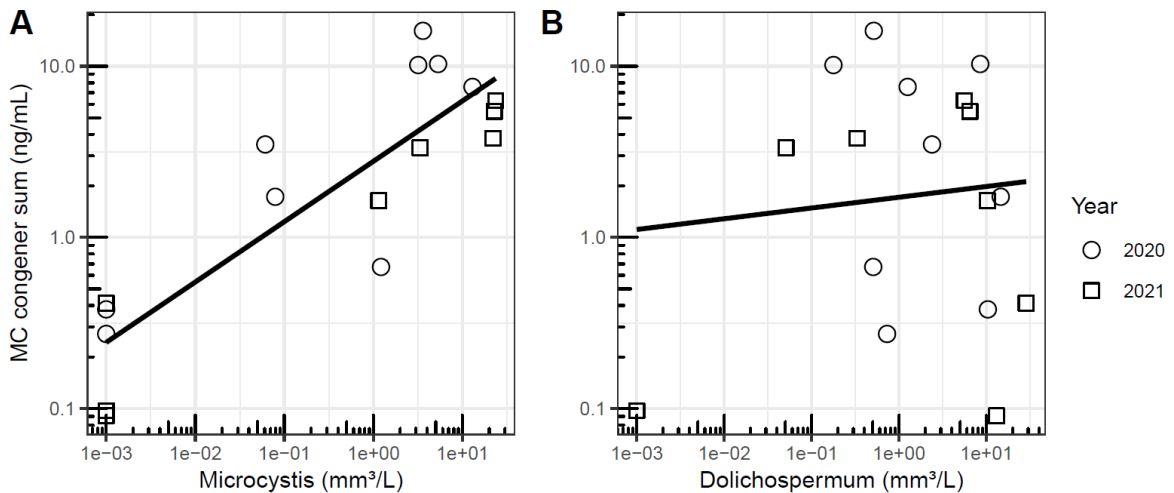 A
B
MC congener sum (ng/mL)
10.0
1.0
0.1
1e−03 1e−02 1e−01 1e+00 1e+01
Microcystis (mm³/L)
10.0
1.0
0.1
1e−03 1e−02 1e−01 1e+00 1e+01
Dolichospermum (mm³/L)
Year
2020
2021